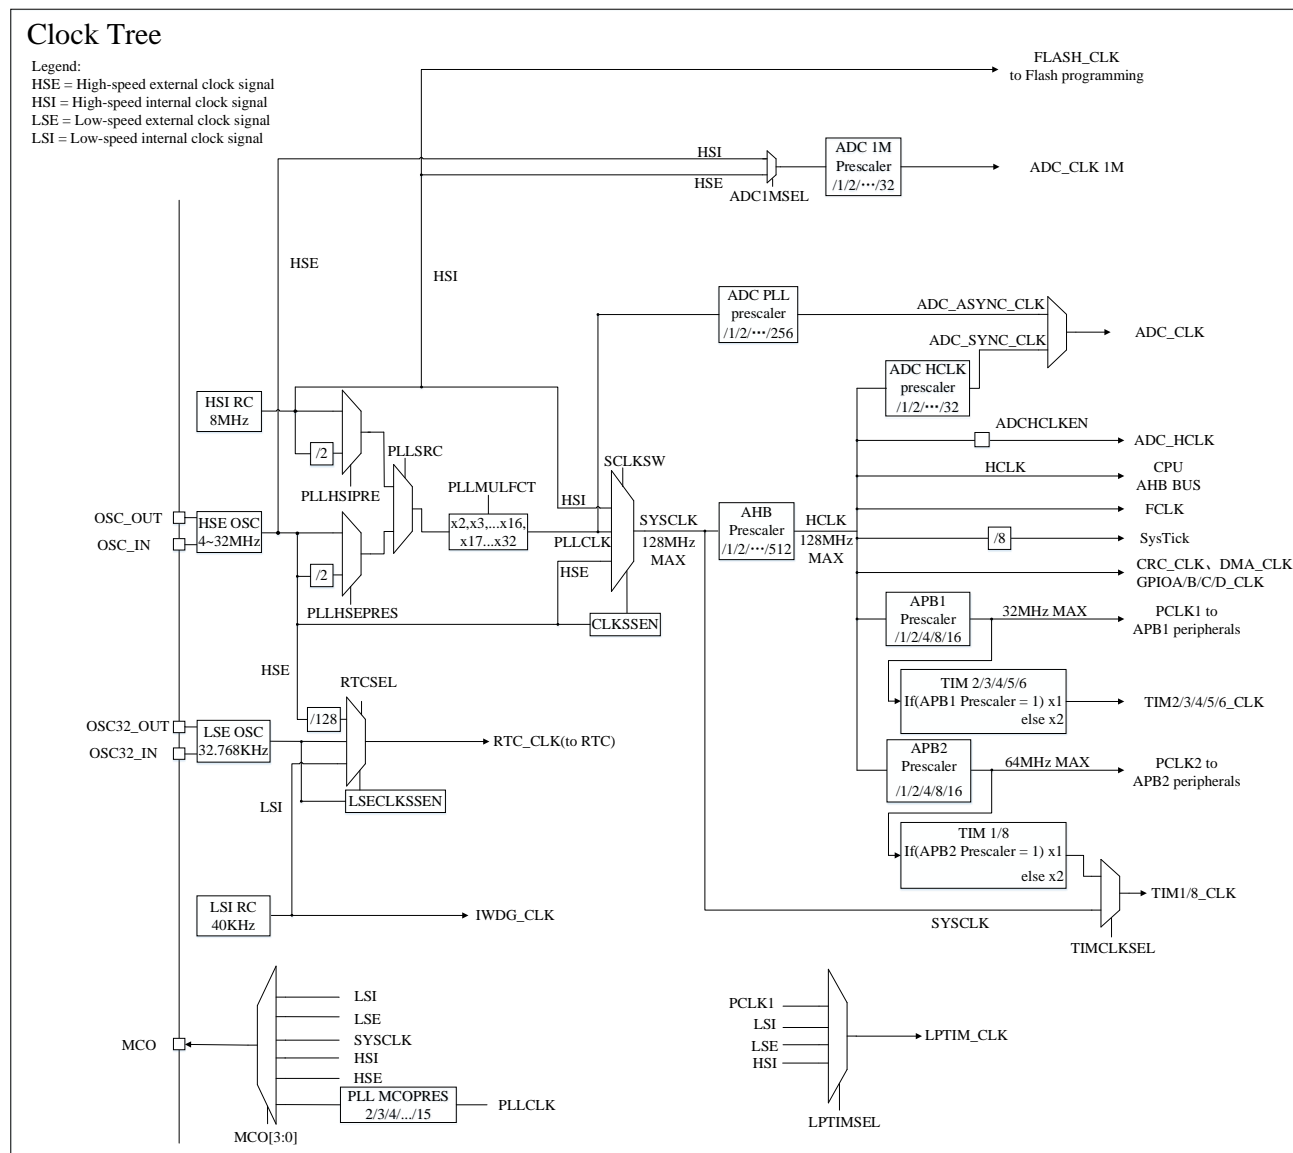 Clock Tree
Legend:
HSE = High-speed external clock signal
HSI = High-speed internal clock signal
LSE = Low-speed external clock signal
LSI = Low-speed internal clock signal
FLASH_CLK
to Flash programming
HSI
HSE
ADC1MSEL
ADC 1M
Prescaler
/1/2/···/32
ADC_CLK 1M
HSE
HSI
ADC PLL
prescaler
/1/2/···/256
ADC_ASYNC_CLK
ADC_SYNC_CLK
ADC_CLK
ADC HCLK
prescaler
/1/2/···/32
HSI RC
8MHz
/2
PLLHSIPRE
PLLSRC
PLLMULFCT
x2,x3,...x16,
x17...x32
SCLKSW
HSI
PLLCLK
HSE
SYSCLK
128MHz
MAX
AHB
Prescaler
/1/2/···/512
HCLK
128MHz
MAX
ADCHCLKEN
ADC_HCLK
HCLK
CPU
AHB BUS
FCLK
/8
SysTick
CRC_CLK、DMA_CLK
GPIOA/B/C/D_CLK
OSC_OUT
OSC_IN
HSE OSC
4~32MHz
/2
PLLHSEPRES
CLKSSEN
APB1
Prescaler
/1/2/4/8/16
32MHz MAX
PCLK1 to
APB1 peripherals
TIM 2/3/4/5/6
If(APB1 Prescaler = 1) x1
else x2
TIM2/3/4/5/6_CLK
HSE
RTCSEL
/128
OSC32_OUT
OSC32_IN
LSE OSC
32.768KHz
RTC_CLK(to RTC)
LSI
LSECLKSSEN
APB2
Prescaler
/1/2/4/8/16
64MHz MAX
PCLK2 to
APB2 peripherals
TIM 1/8
If(APB2 Prescaler = 1) x1
else x2
TIM1/8_CLK
SYSCLK
TIMCLKSEL
LSI RC
40KHz
IWDG_CLK
MCO
LSI
LSE
SYSCLK
HSI
HSE
PLL MCOPRES
2/3/4/.../15
PLLCLK
MCO[3:0]
PCLK1
LSI
LSE
HSI
LPTIM_CLK
LPTIMSEL